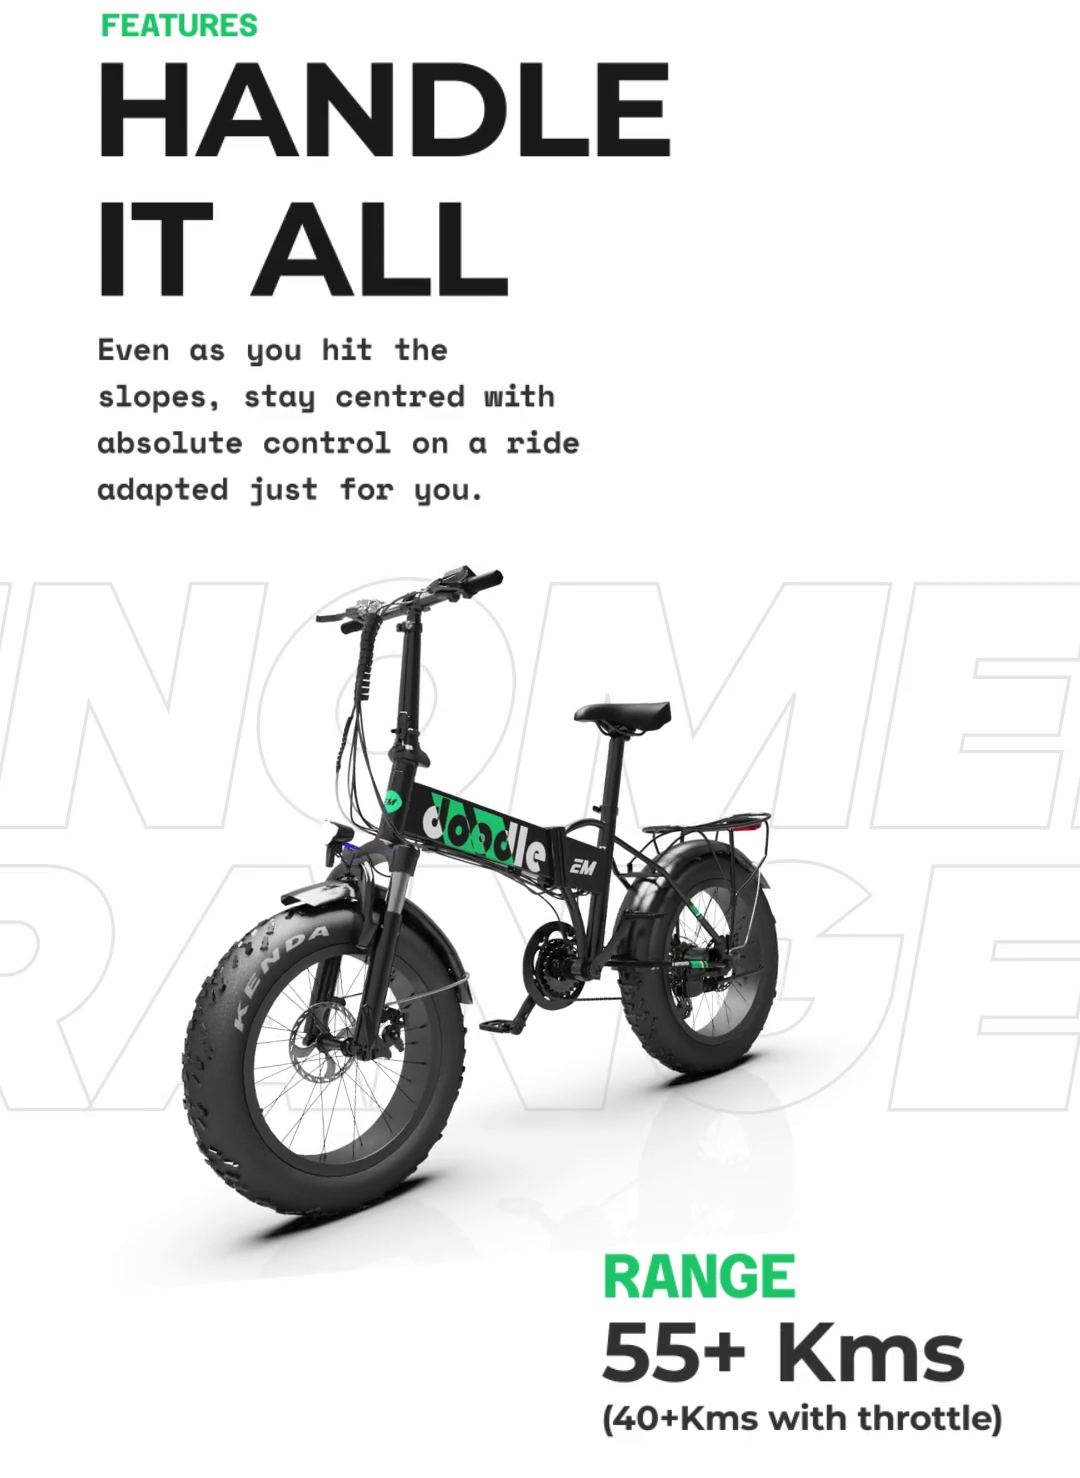 FEATURES
HANDLE
IT ALL
Even as you hit the
slopes, stay centred with
absolute control on a ride
adapted just for you.
NOME
EM
doodle
EM
KENDA
RANGE
RANGE
55+ Kms
(40+Kms with throttle)